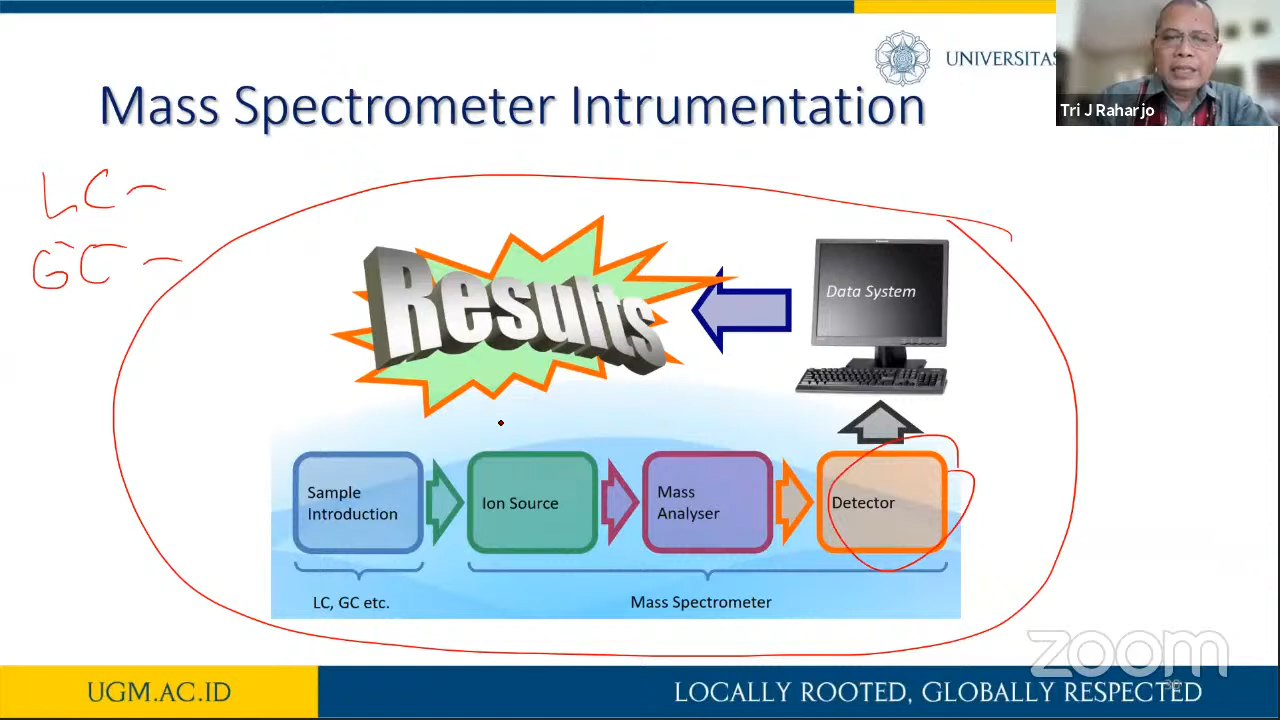 UNIVERSITAS
Mass Spectrometer Intrumentation
Tri J Raharjo
LC -
GC -
Results
Data System
Sample
Introduction
Ion Source
Mass
Analyser
Detector
LC, GC etc.
Mass Spectrometer
zoom
UGM.AC.ID
LOCALLY ROOTED, GLOBALLY RESPECTED